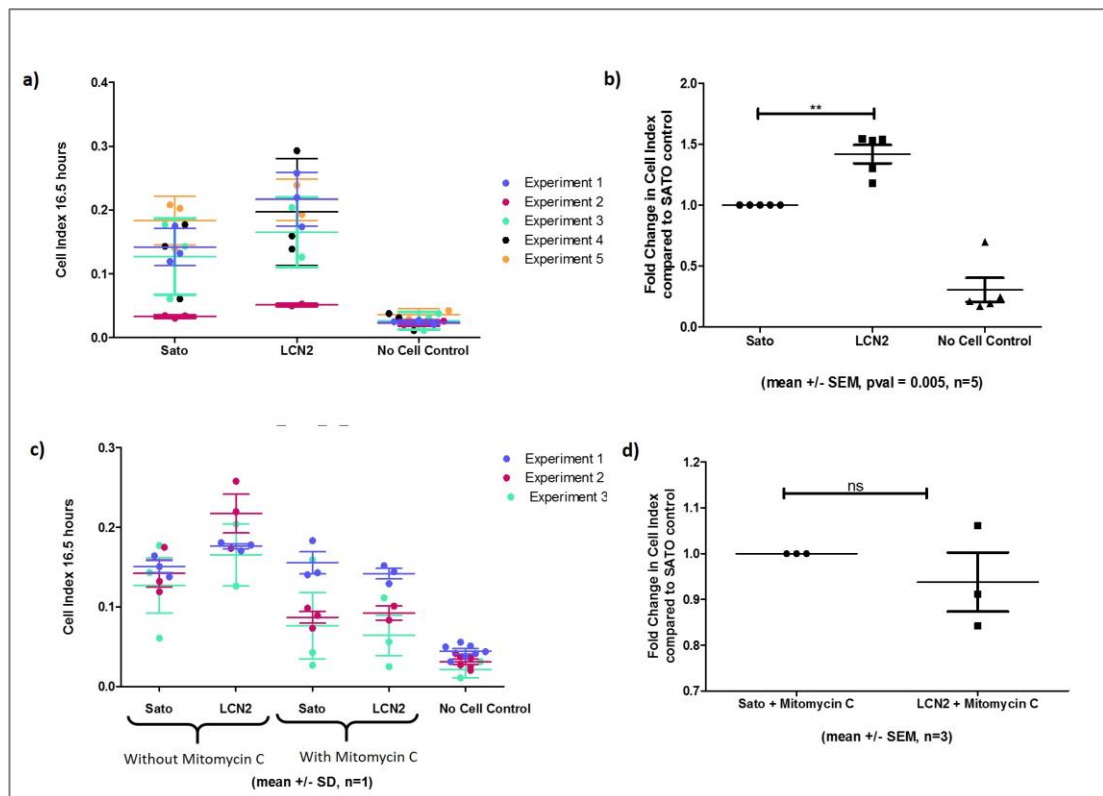 a)
0.4
0.3
0.2
0.1
0.0
Cell Index 16.5 hours
Sato LCN2 No Cell Control
Experiment 1
Experiment 2
Experiment 3
Experiment 4
Experiment 5
b)
2.0
1.5
1.0
0.5
0.0
Fold Change in Cell Index
compared to SATO control
**
Sato LCN2 No Cell Control
(mean +/- SEM, pval = 0.005, n=5)
c)
0.3
0.2
0.1
0.0
Cell Index 16.5 hours
Sato LCN2 Sato LCN2 No Cell Control
Without Mitomycin C With Mitomycin C
(mean +/- SD, n=1)
Experiment 1
Experiment 2
Experiment 3
d)
1.2
1.1
1.0
0.9
0.8
0.7
Fold Change in Cell Index
compared to SATO control
ns
Sato + Mitomycin C LCN2 + Mitomycin C
(mean +/- SEM, n=3)